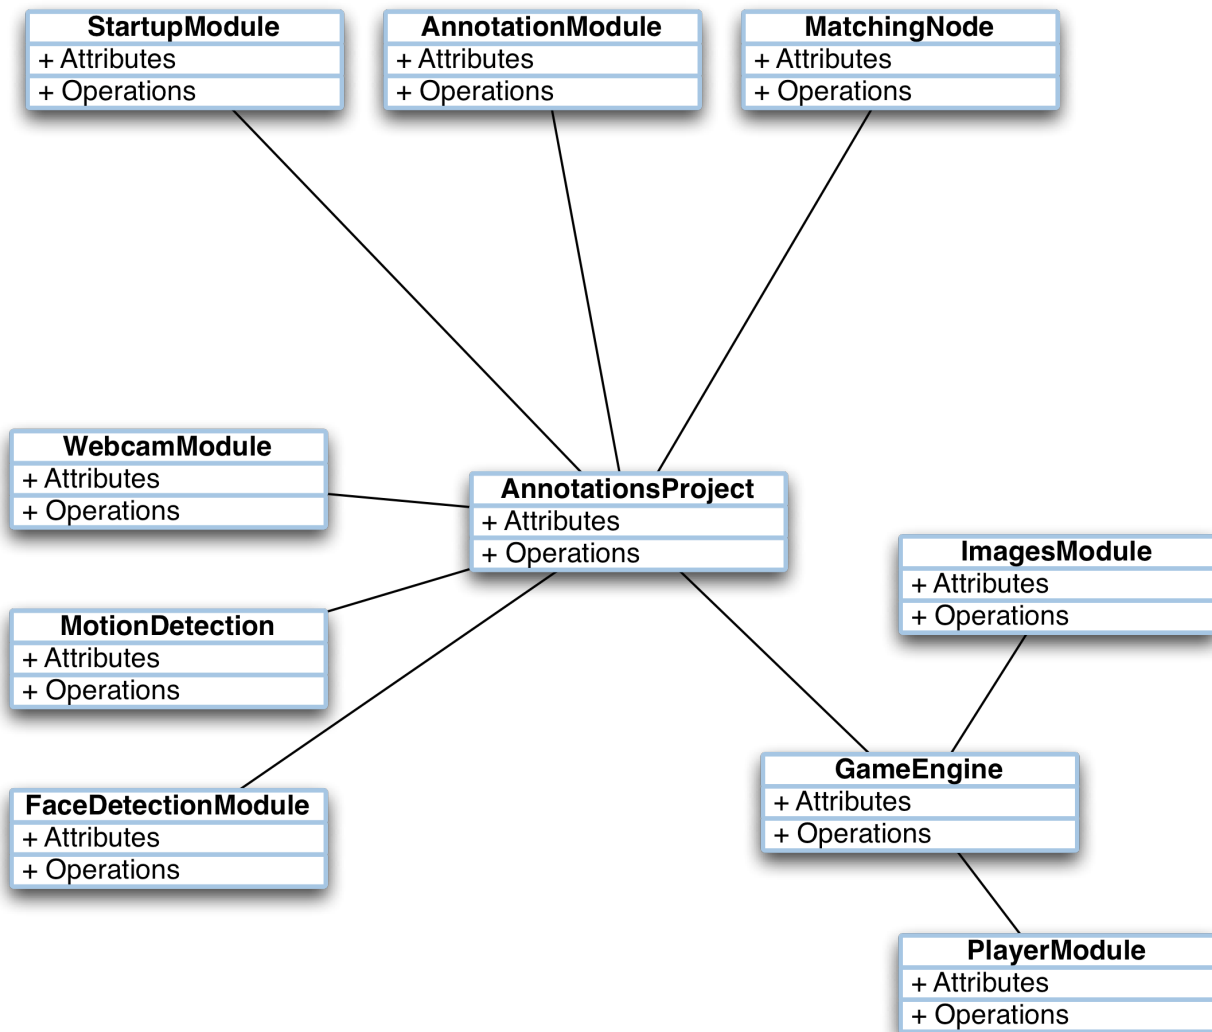 StartupModule
+ Attributes
+ Operations
AnnotationModule
+ Attributes
+ Operations
MatchingNode
+ Attributes
+ Operations
WebcamModule
+ Attributes
+ Operations
AnnotationsProject
+ Attributes
+ Operations
ImagesModule
+ Attributes
+ Operations
MotionDetection
+ Attributes
+ Operations
GameEngine
+ Attributes
+ Operations
FaceDetectionModule
+ Attributes
+ Operations
PlayerModule
+ Attributes
+ Operations